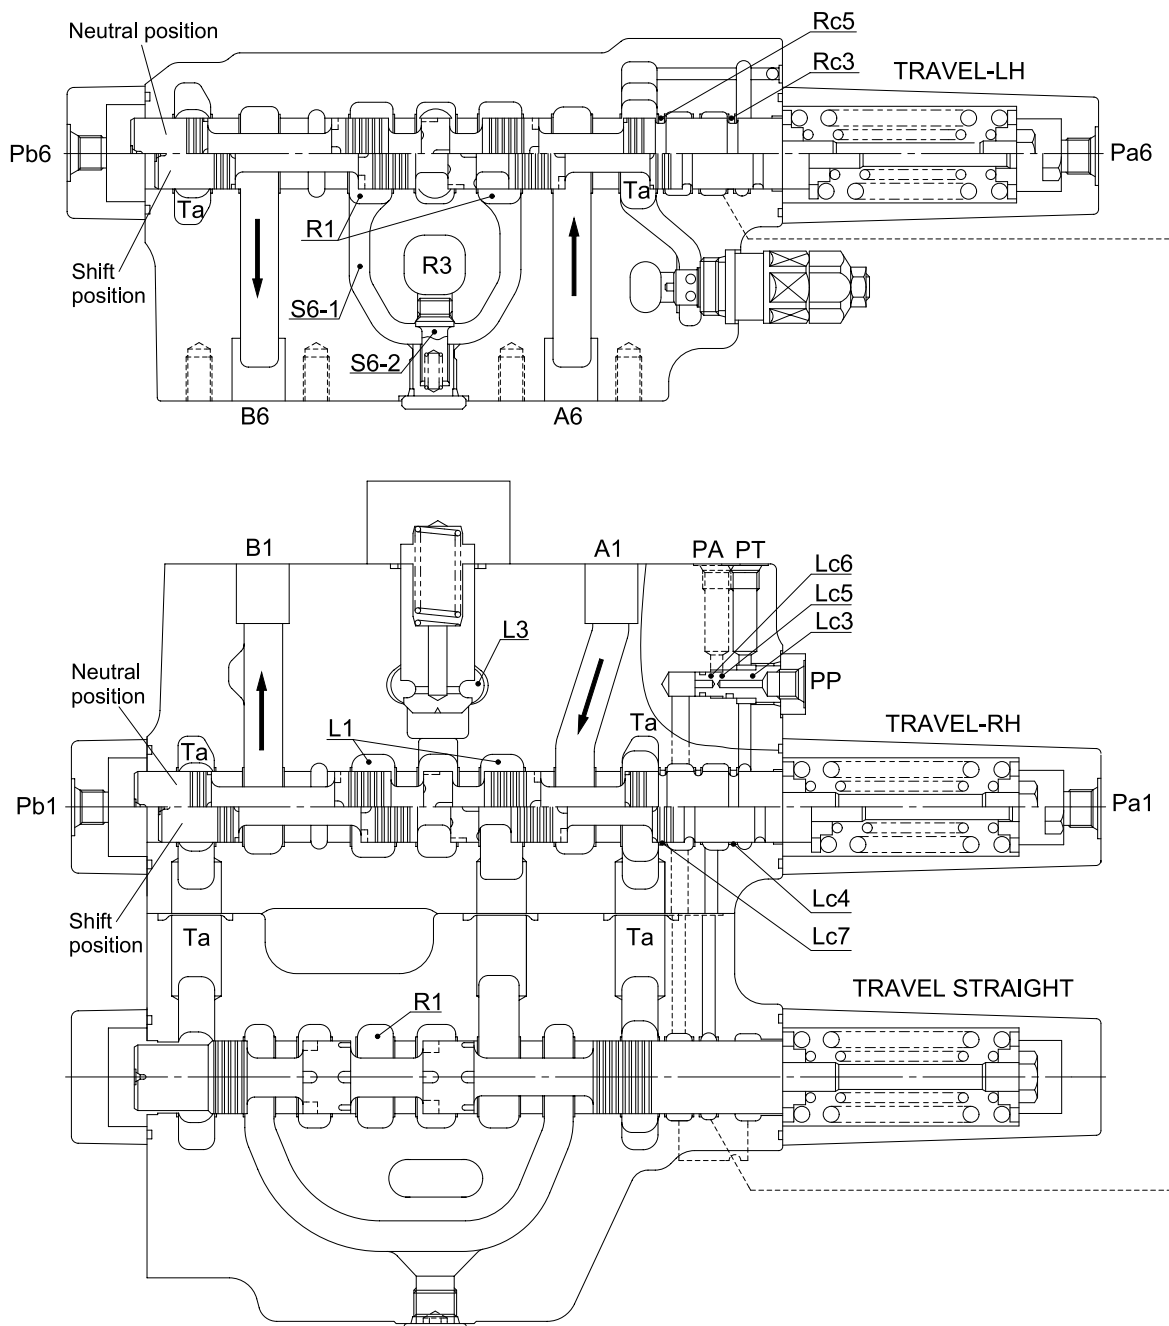 Neutral position
Rc5
Rc3
TRAVEL-LH
Pb6
Pa6
Ta
Ta
R1
R3
Shift
position
S6-1
S6-2
B6
A6
B1
A1
PA
PT
Lc6
Lc5
Lc3
L3
Neutral
position
PP
Ta
TRAVEL-RH
Ta
L1
Pb1
Pa1
Lc4
Shift
position
Ta
Ta
Lc7
TRAVEL STRAIGHT
R1